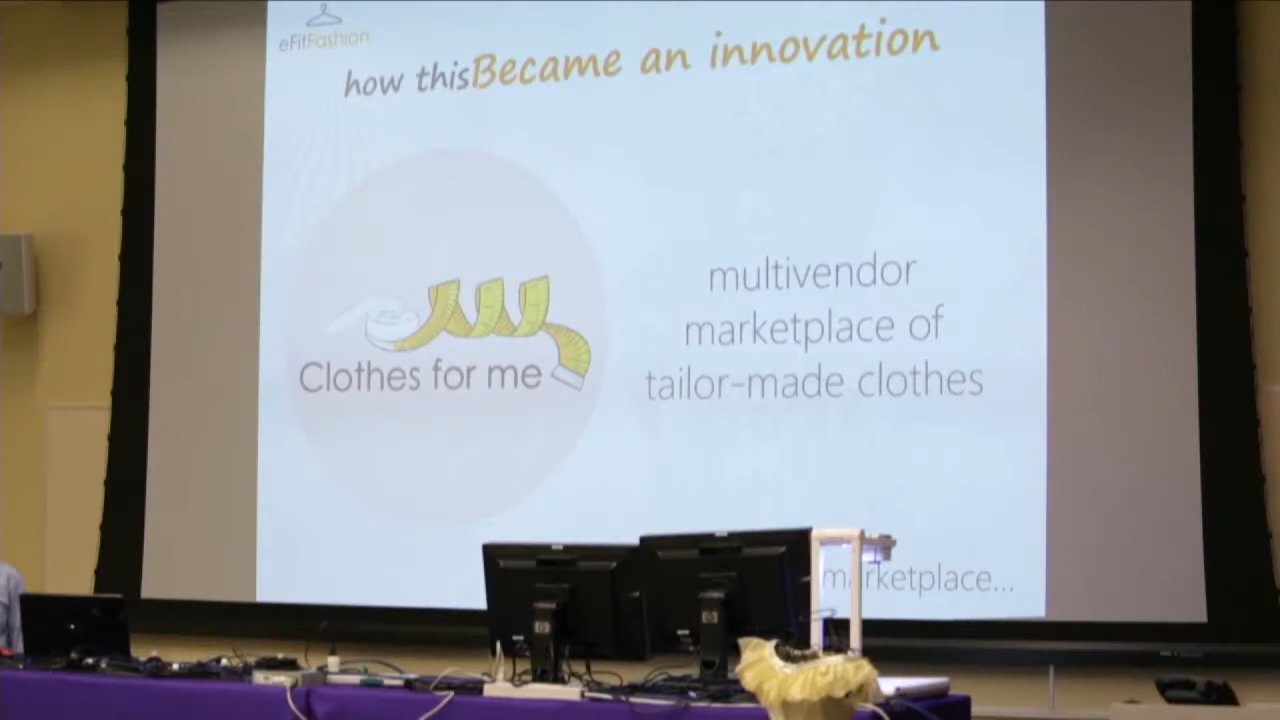 eFitFashion
how this Became an innovation
Clothes for me
multivendor
marketplace of
tailor-made clothes
marketplace...